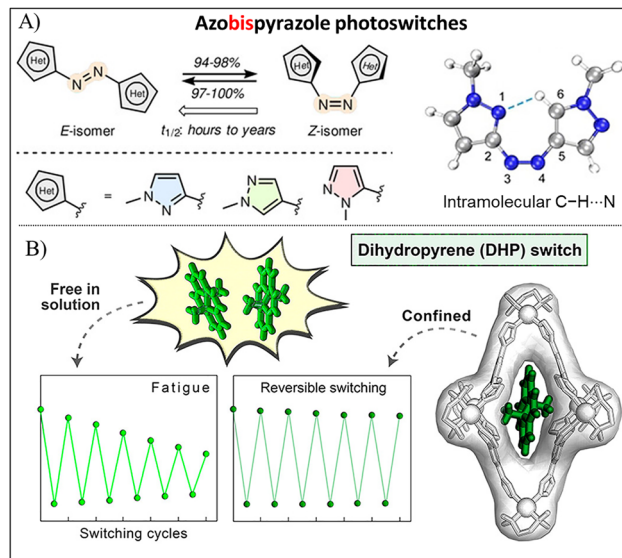 A)
Azobispyrazole photoswitches
Het
N
N
Het
E-isomer
94-98%
97-100%
t1/2: hours to years
Het
Het
N=N
Z-isomer
Het
=
N
N
N
N
N
N
1
2
3
4
5
6
Intramolecular C–H···N
B)
Dihydropyrene (DHP) switch
Free in
solution
Confined
Fatigue
Reversible switching
Switching cycles